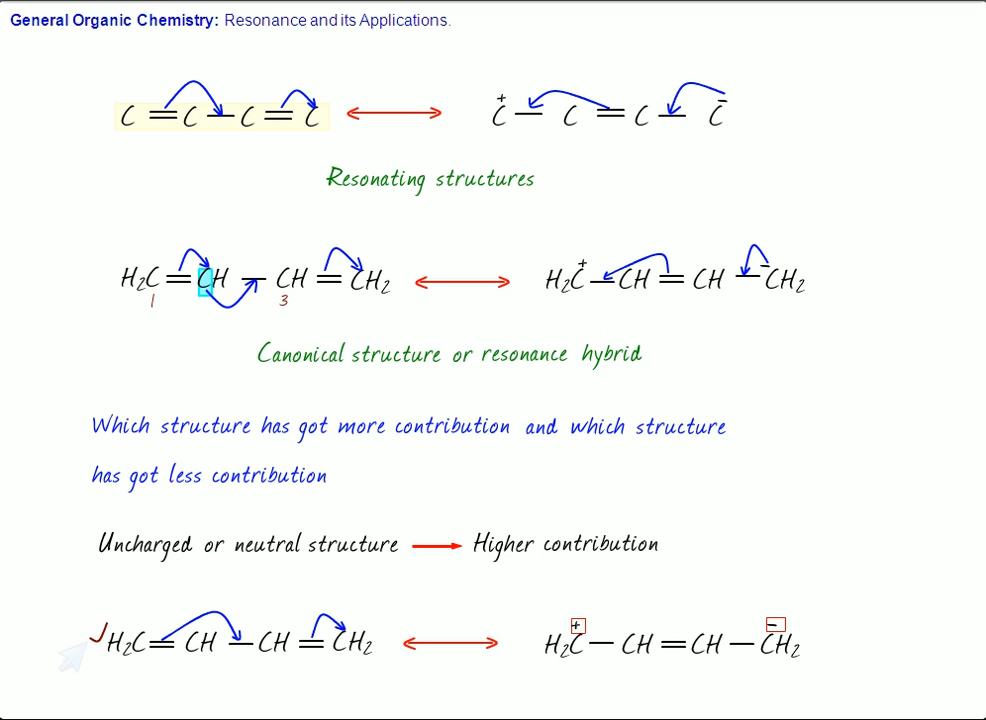 General Organic Chemistry: Resonance and its Applications.
C = C – C = C ⟷ C⁺ – C = C – C⁻
Resonating structures
H₂C = CH – CH = CH₂ ⟷ H₂C⁺ – CH = CH – C⁻H₂
1 3
Canonical structure or resonance hybrid
Which structure has got more contribution and which structure
has got less contribution
Uncharged or neutral structure → Higher contribution
✓ H₂C = CH – CH = CH₂ ⟷ H₂C⁺ – CH = CH – C⁻H₂